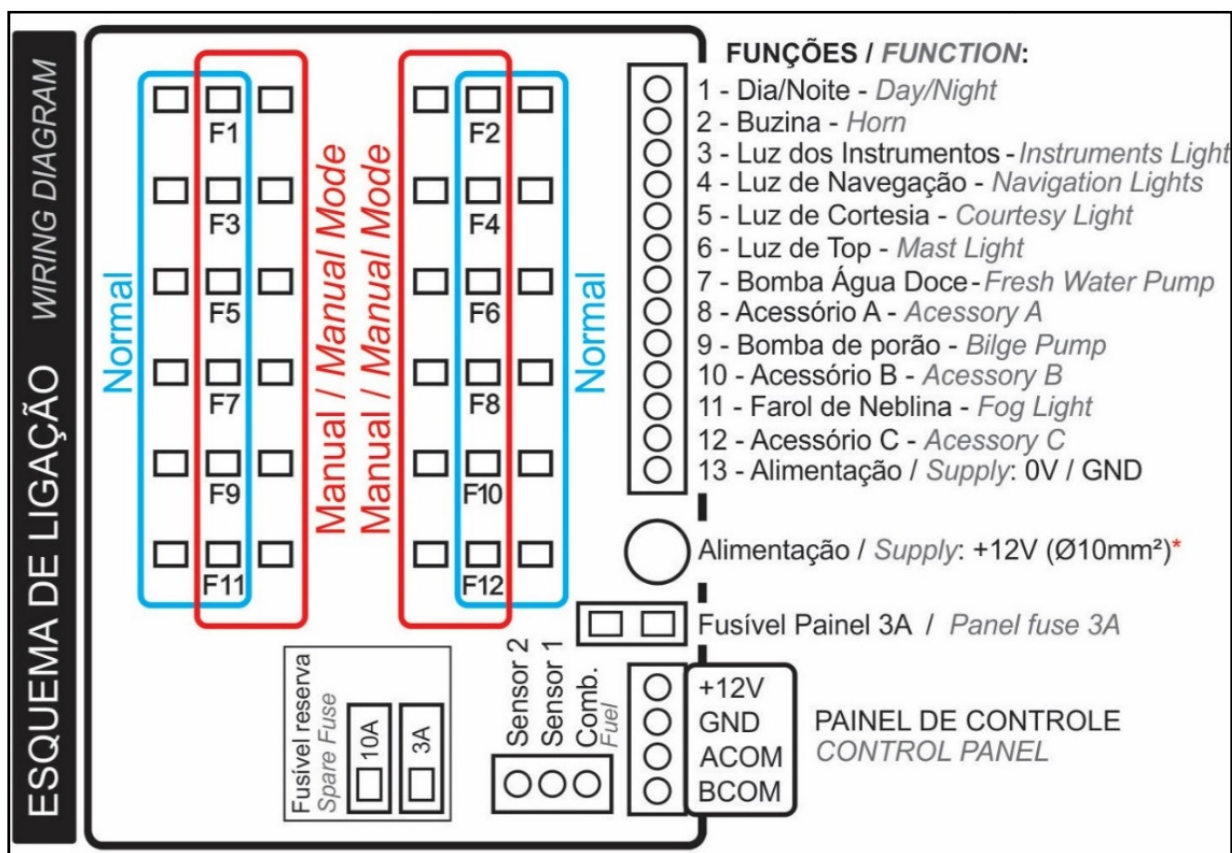 ESQUEMA DE LIGAÇÃO WIRING DIAGRAM
Normal
F1
F3
F5
F7
F9
F11
Manual / Manual Mode
Manual / Manual Mode
F2
F4
F6
F8
F10
F12
Normal
FUNÇÕES / FUNCTION:
1 - Dia/Noite - Day/Night
2 - Buzina - Horn
3 - Luz dos Instrumentos - Instruments Light
4 - Luz de Navegação - Navigation Lights
5 - Luz de Cortesia - Courtesy Light
6 - Luz de Top - Mast Light
7 - Bomba Água Doce - Fresh Water Pump
8 - Acessório A - Acessory A
9 - Bomba de porão - Bilge Pump
10 - Acessório B - Acessory B
11 - Farol de Neblina - Fog Light
12 - Acessório C - Acessory C
13 - Alimentação / Supply: 0V / GND
Alimentação / Supply: +12V (Ø10mm²)*
Fusível Painel 3A / Panel fuse 3A
Fusível reserva
Spare Fuse
10A
3A
Sensor 2
Sensor 1
Comb.
Fuel
+12V
GND
ACOM
BCOM
PAINEL DE CONTROLE
CONTROL PANEL